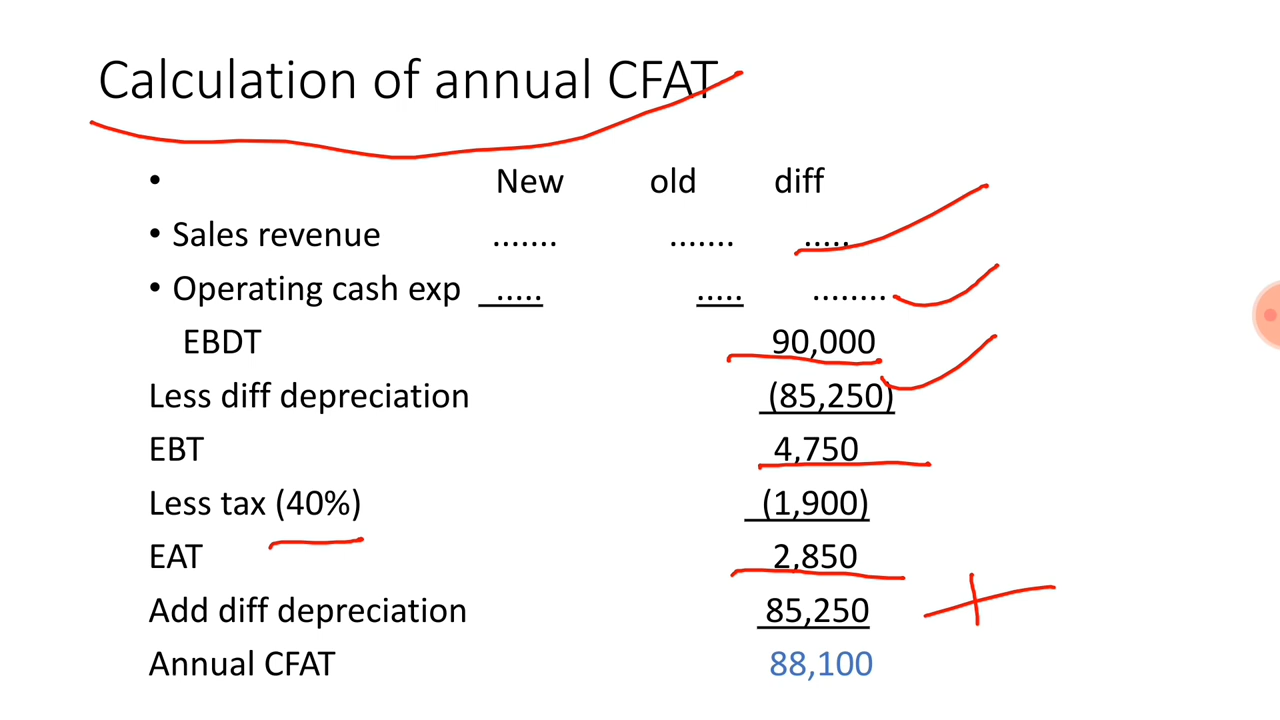 Calculation of annual CFAT
• New old diff
• Sales revenue ....... ....... .....
• Operating cash exp ..... ..... ........
EBDT 90,000
Less diff depreciation (85,250)
EBT 4,750
Less tax (40%) (1,900)
EAT 2,850
Add diff depreciation 85,250
Annual CFAT 88,100